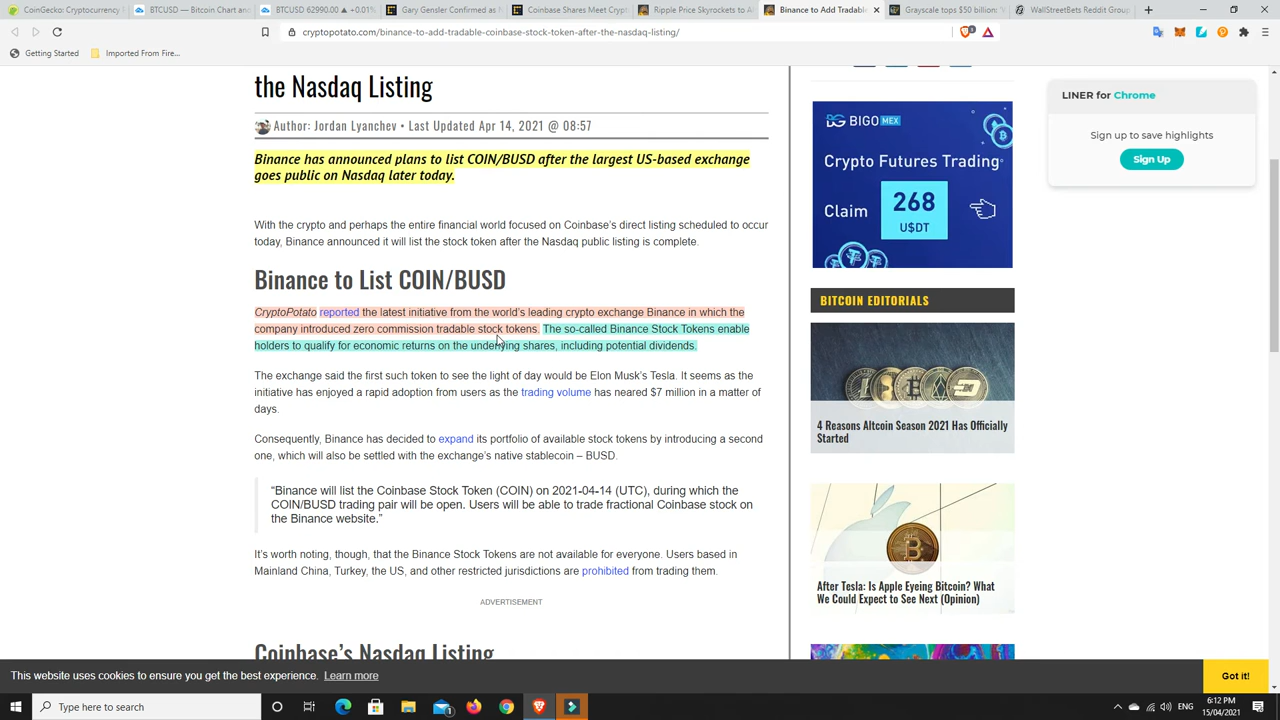 CoinGecko: Cryptocurrency P
BTCUSD — Bitcoin Chart and
BTCUSD 62990.00 ▲ +0.01%
Gary Gensler Confirmed as N
Coinbase Shares Meet Crypt
Ripple Price Skyrockets to Al
Binance to Add Tradable
Grayscale tops $50 billion
WallStreetBets Reddit Group
cryptopotato.com/binance-to-add-tradable-coinbase-stock-token-after-the-nasdaq-listing/
Getting Started
Imported From Fire...
the Nasdaq Listing
Author: Jordan Lyanchev • Last Updated Apr 14, 2021 @ 08:57
Binance has announced plans to list COIN/BUSD after the largest US-based exchange
goes public on Nasdaq later today.
With the crypto and perhaps the entire financial world focused on Coinbase's direct listing scheduled to occur
today, Binance announced it will list the stock token after the Nasdaq public listing is complete.
Binance to List COIN/BUSD
CryptoPotato reported the latest initiative from the world's leading crypto exchange Binance in which the
company introduced zero commission tradable stock tokens. The so-called Binance Stock Tokens enable
holders to qualify for economic returns on the underlying shares, including potential dividends.
The exchange said the first such token to see the light of day would be Elon Musk's Tesla. It seems as the
initiative has enjoyed a rapid adoption from users as the trading volume has neared $7 million in a matter of
days.
Consequently, Binance has decided to expand its portfolio of available stock tokens by introducing a second
one, which will also be settled with the exchange's native stablecoin – BUSD.
“Binance will list the Coinbase Stock Token (COIN) on 2021-04-14 (UTC), during which the
COIN/BUSD trading pair will be open. Users will be able to trade fractional Coinbase stock on
the Binance website.”
It's worth noting, though, that the Binance Stock Tokens are not available for everyone. Users based in
Mainland China, Turkey, the US, and other restricted jurisdictions are prohibited from trading them.
ADVERTISEMENT
Coinbase's Nasdaq Listing
BIGO MEX
Crypto Futures Trading
Claim
268
U$DT
BITCOIN EDITORIALS
4 Reasons Altcoin Season 2021 Has Officially
Started
After Tesla: Is Apple Eyeing Bitcoin? What
We Could Expect to See Next (Opinion)
LINER for Chrome
Sign up to save highlights
Sign Up
This website uses cookies to ensure you get the best experience. Learn more
Got it!
Type here to search
ENG
6:12 PM
15/04/2021